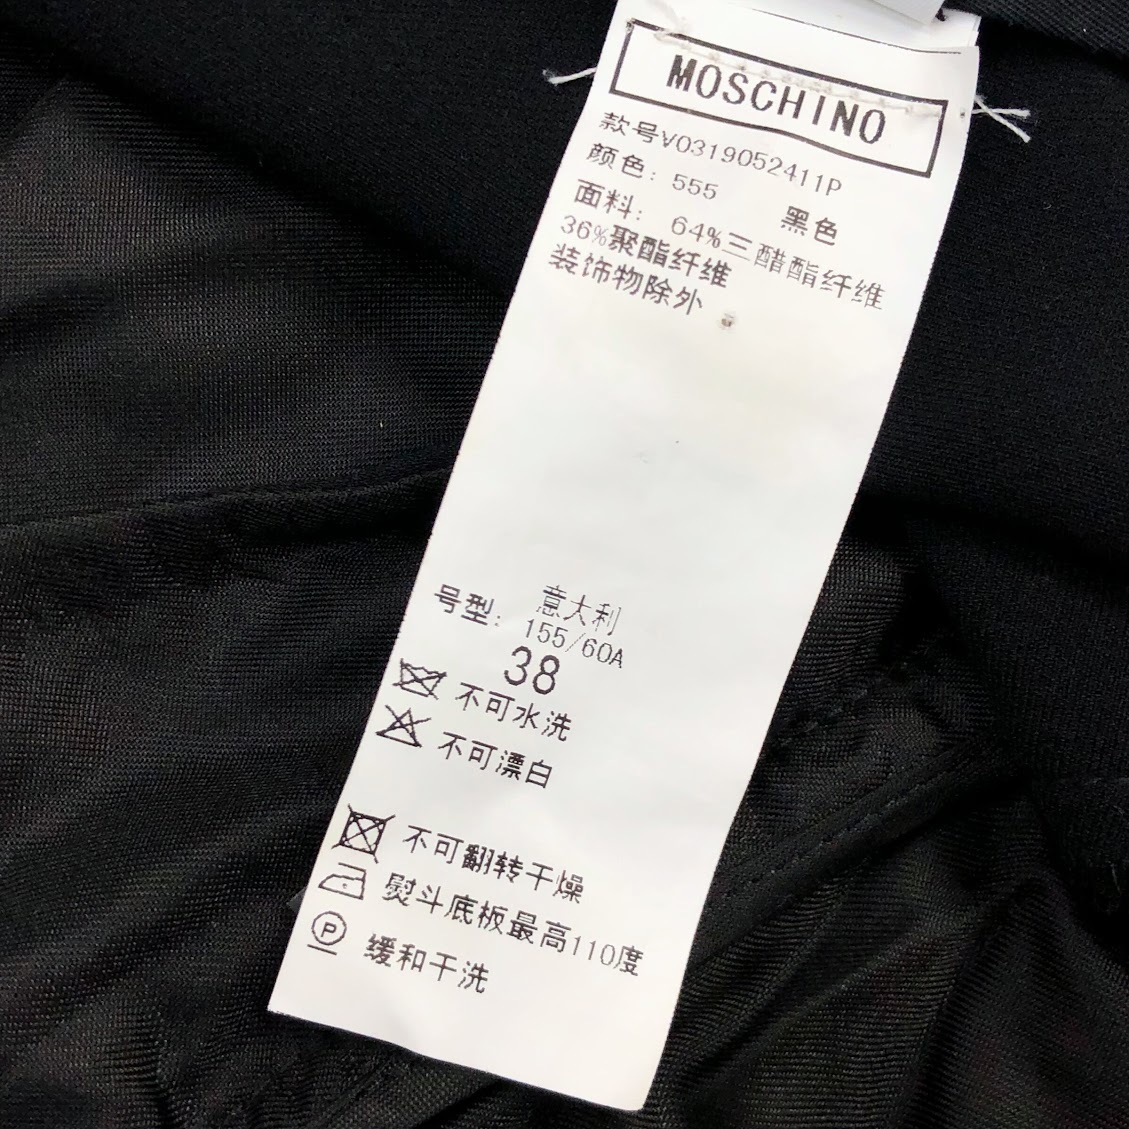 MOSCHINO
款号V0319052411P
颜色: 555 黑色
面料: 64%三醋酯纤维
36%聚酯纤维
装饰物除外
意大利
号型: 155/60A
38
不可水洗
不可漂白
不可翻转干燥
熨斗底板最高110度
P 缓和干洗